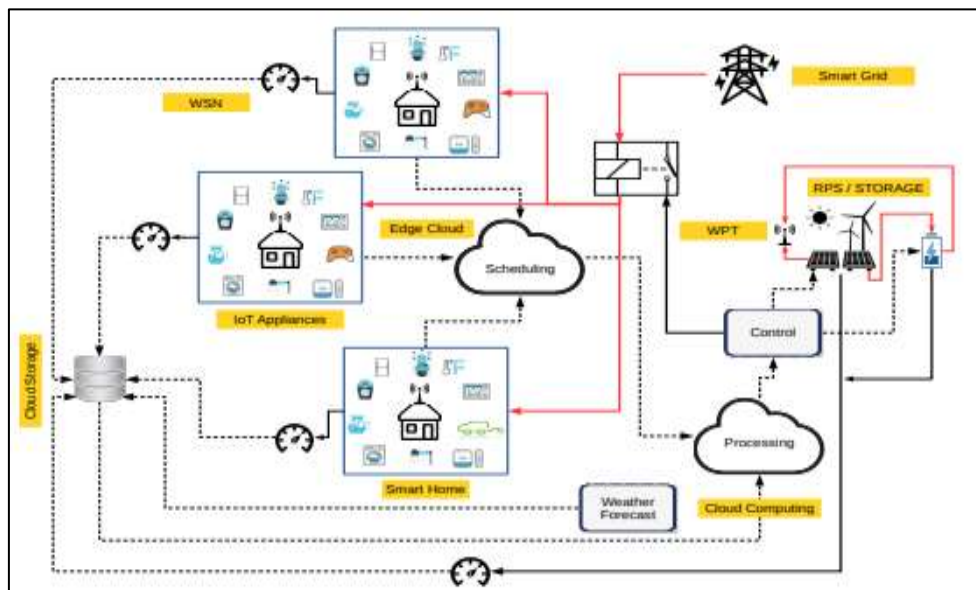 WSN
Smart Grid
RPS / STORAGE
WPT
Edge Cloud
Scheduling
IoT Appliances
Control
Cloud Storage
Processing
Smart Home
Weather
Forecast
Cloud Computing